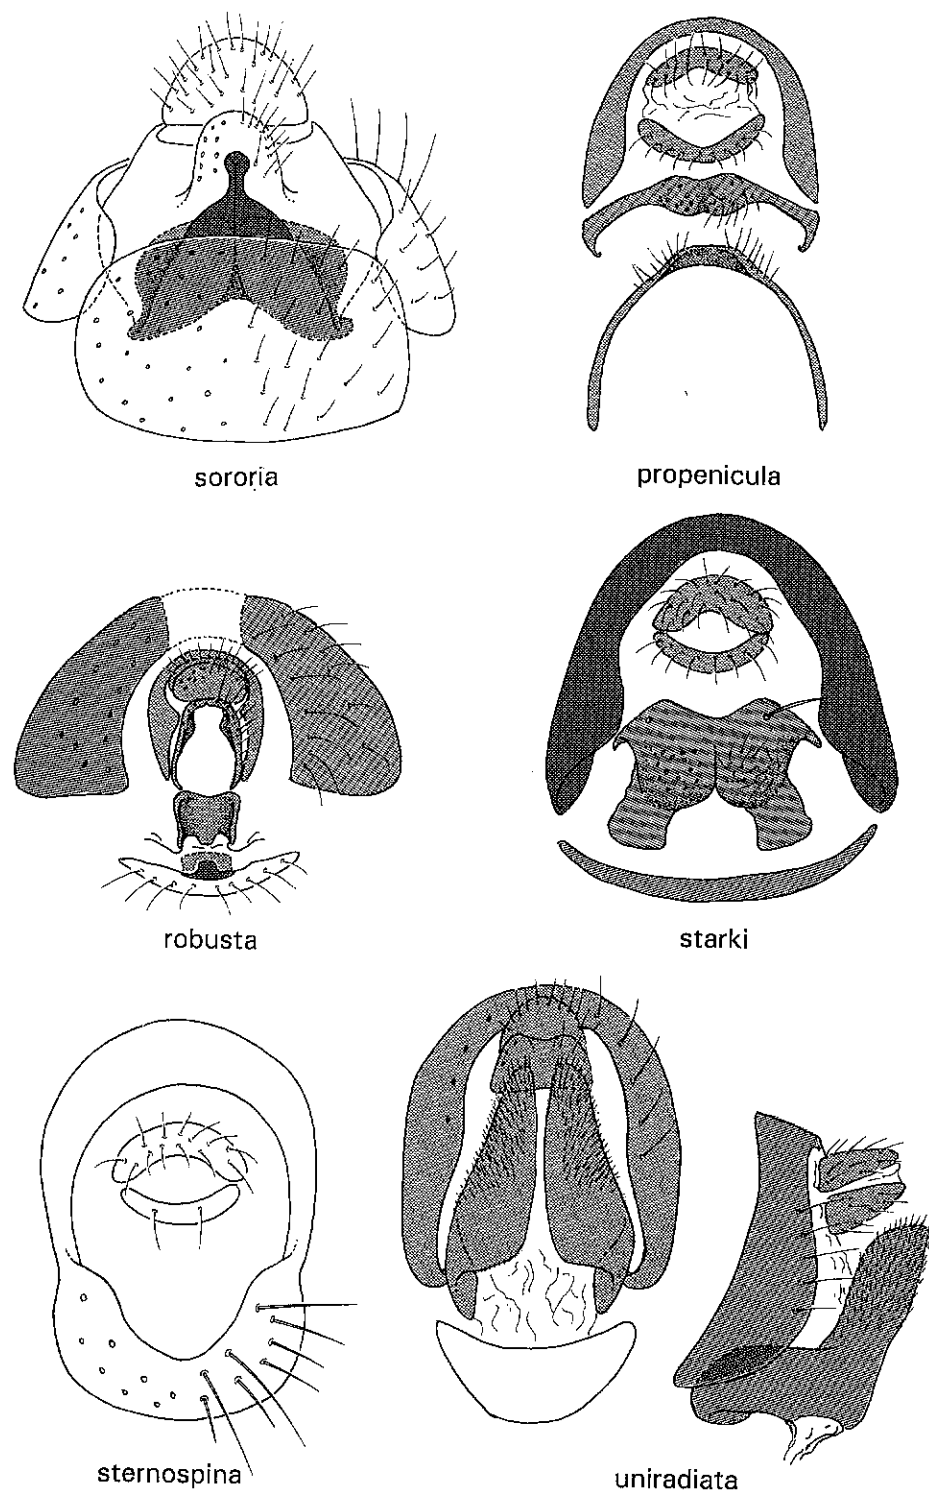 sororia
propenicula
robusta
starki
sternospina
uniradiata